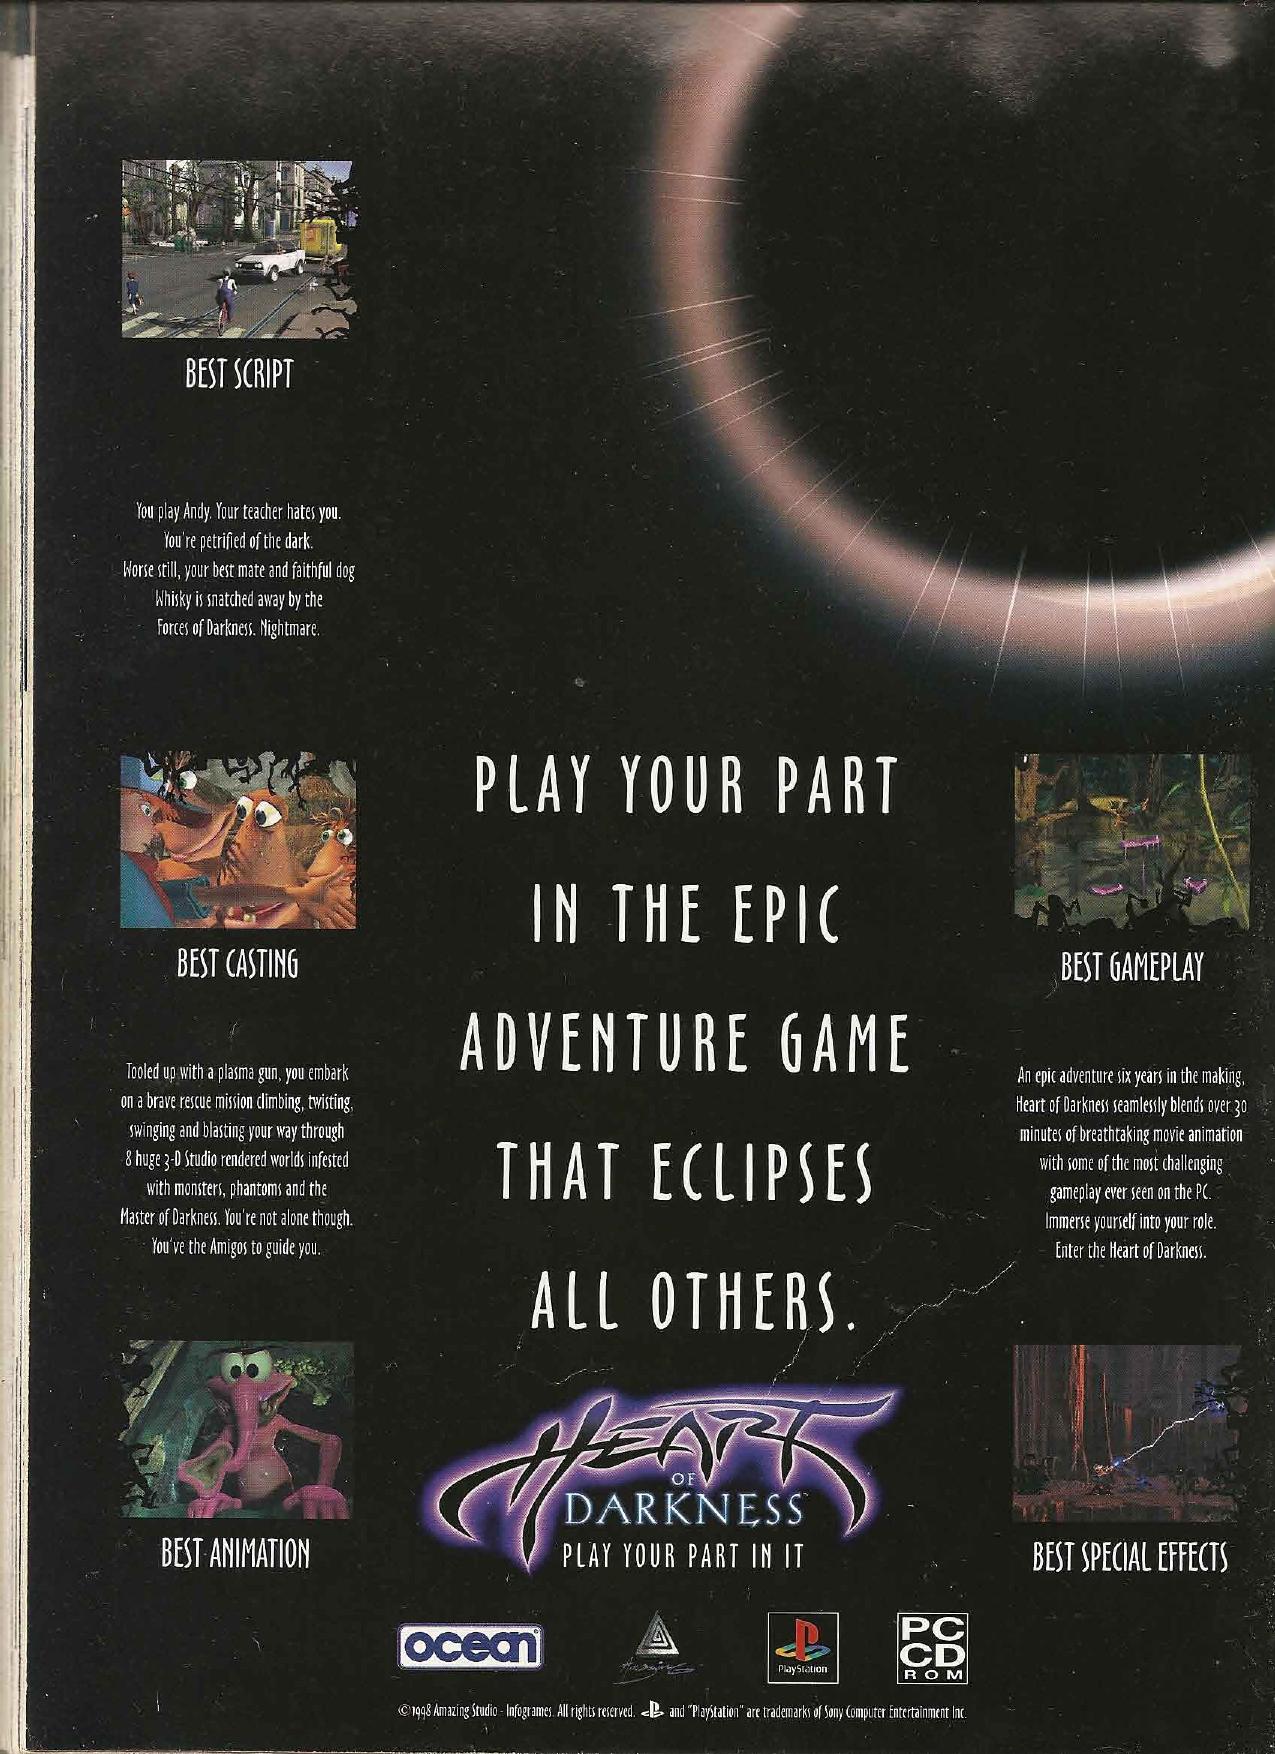 BEST SCRIPT
You play Andy. Your teacher hates you.
You're petrified of the dark.
Worse still, your best mate and faithful dog
Whisky is snatched away by the
Forces of Darkness. Nightmare.
BEST CASTING
Tooled up with a plasma gun, you embark
on a brave rescue mission climbing, twisting,
swinging and blasting your way through
8 huge 3-D Studio rendered worlds infested
with monsters, phantoms and the
Master of Darkness. You're not alone though.
You've the Amigos to guide you.
BEST ANIMATION
PLAY YOUR PART
IN THE EPIC
ADVENTURE GAME
THAT ECLIPSES
ALL OTHERS.
HEART
OF
DARKNESS
PLAY YOUR PART IN IT
BEST GAMEPLAY
An epic adventure six years in the making,
Heart of Darkness seamlessly blends over 30
minutes of breathtaking movie animation
with some of the most challenging
gameplay ever seen on the PC.
Immerse yourself into your role.
Enter the Heart of Darkness.
BEST SPECIAL EFFECTS
ocean
Amazing
PlayStation
PC
CD
ROM
©1998 Amazing Studio - Infogrames. All rights reserved. and "PlayStation" are trademarks of Sony Computer Entertainment Inc.